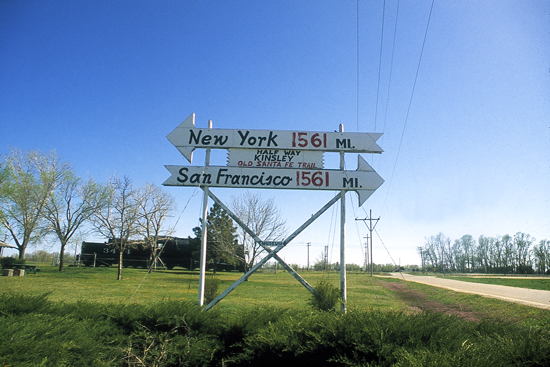 New York 1561 MI.
HALF WAY
KINSLEY
OLD SANTA FE TRAIL
San Francisco 1561 MI.